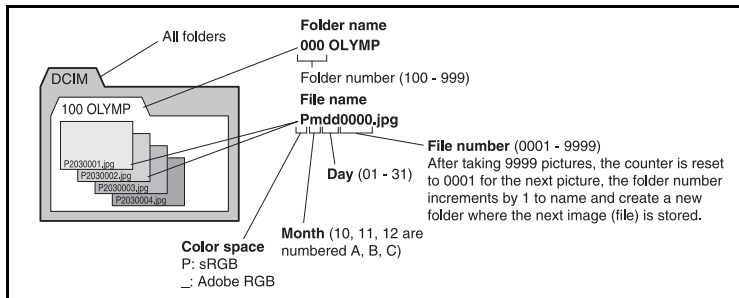 All folders
DCIM
100 OLYMP
P2030001.jpg
P2030002.jpg
P2030003.jpg
P2030004.jpg
Folder name
000 OLYMP
Folder number (100 - 999)
File name
Pmdd0000.jpg
File number (0001 - 9999)
After taking 9999 pictures, the counter is reset
to 0001 for the next picture, the folder number
increments by 1 to name and create a new
folder where the next image (file) is stored.
Day (01 - 31)
Month (10, 11, 12 are
numbered A, B, C)
Color space
P: sRGB
_: Adobe RGB